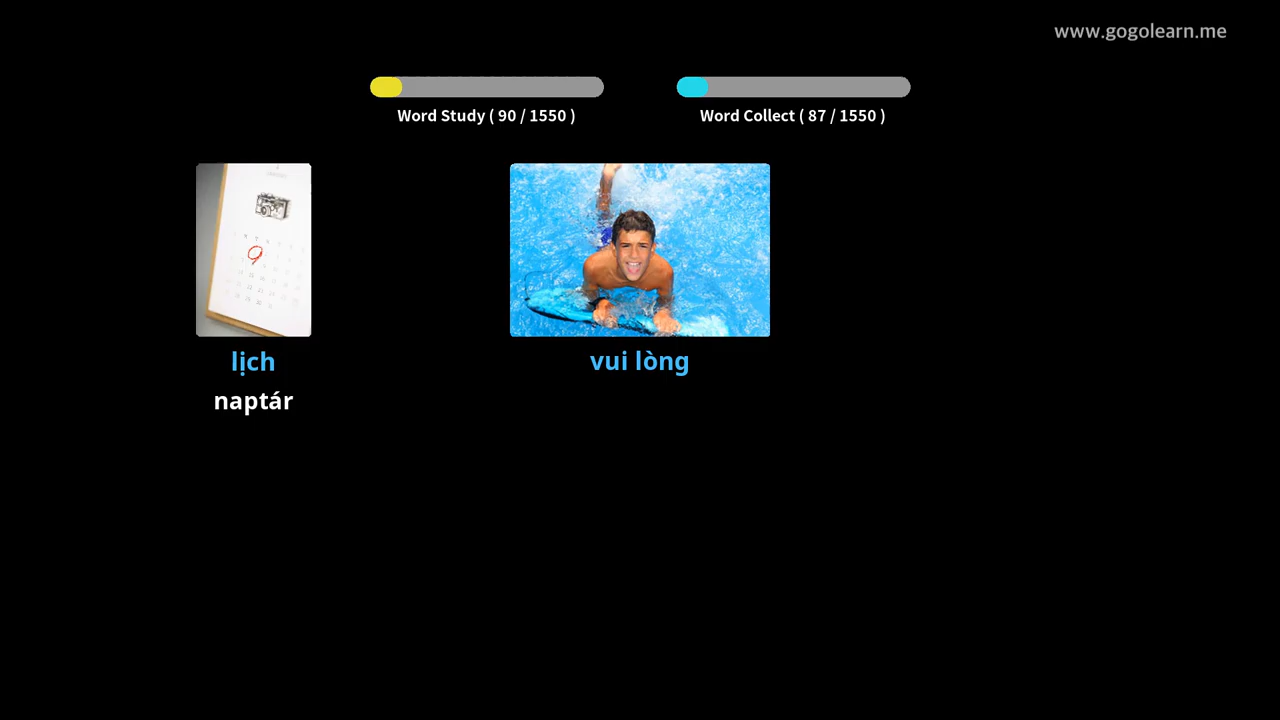 www.gogolearn.me
Word Study ( 90 / 1550 )
Word Collect ( 87 / 1550 )
lịch
vui lòng
naptár